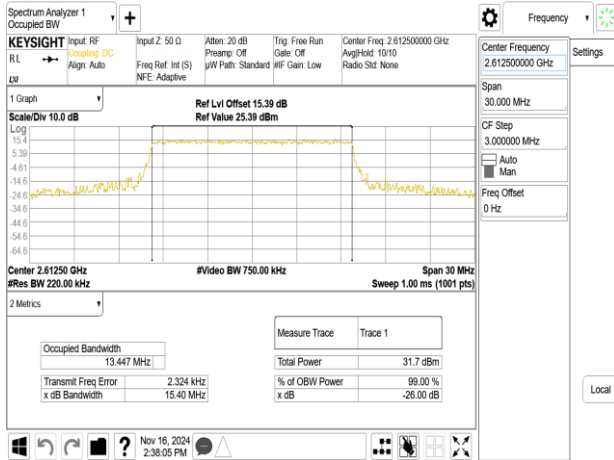 Spectrum Analyzer 1
Occupied BW
Frequency
KEYSIGHT
RL
LXI
Input: RF
Coupling: DC
Align: Auto
Input Z: 50 Ω
Freq Ref: Int (S)
NFE: Adaptive
Atten: 20 dB
Preamp: Off
µW Path: Standard
Trig: Free Run
Gate: Off
#IF Gain: Low
Center Freq: 2.612500000 GHz
Avg|Hold: 10/10
Radio Std: None
Center Frequency
2.612500000 GHz
Settings
Span
30.000 MHz
CF Step
3.000000 MHz
Auto
Man
Freq Offset
0 Hz
Local
1 Graph
Scale/Div 10.0 dB
Ref Lvl Offset 15.39 dB
Ref Value 25.39 dBm
Log
15.4
5.39
-4.61
-14.6
-24.6
-34.6
-44.6
-54.6
-64.6
Center 2.61250 GHz
#Res BW 220.00 kHz
#Video BW 750.00 kHz
Span 30 MHz
Sweep 1.00 ms (1001 pts)
2 Metrics
Measure Trace Trace 1
Occupied Bandwidth
13.447 MHz
Total Power 31.7 dBm
Transmit Freq Error 2.324 kHz
% of OBW Power 99.00 %
x dB Bandwidth 15.40 MHz
x dB -26.00 dB
?
Nov 16, 2024
2:38:05 PM